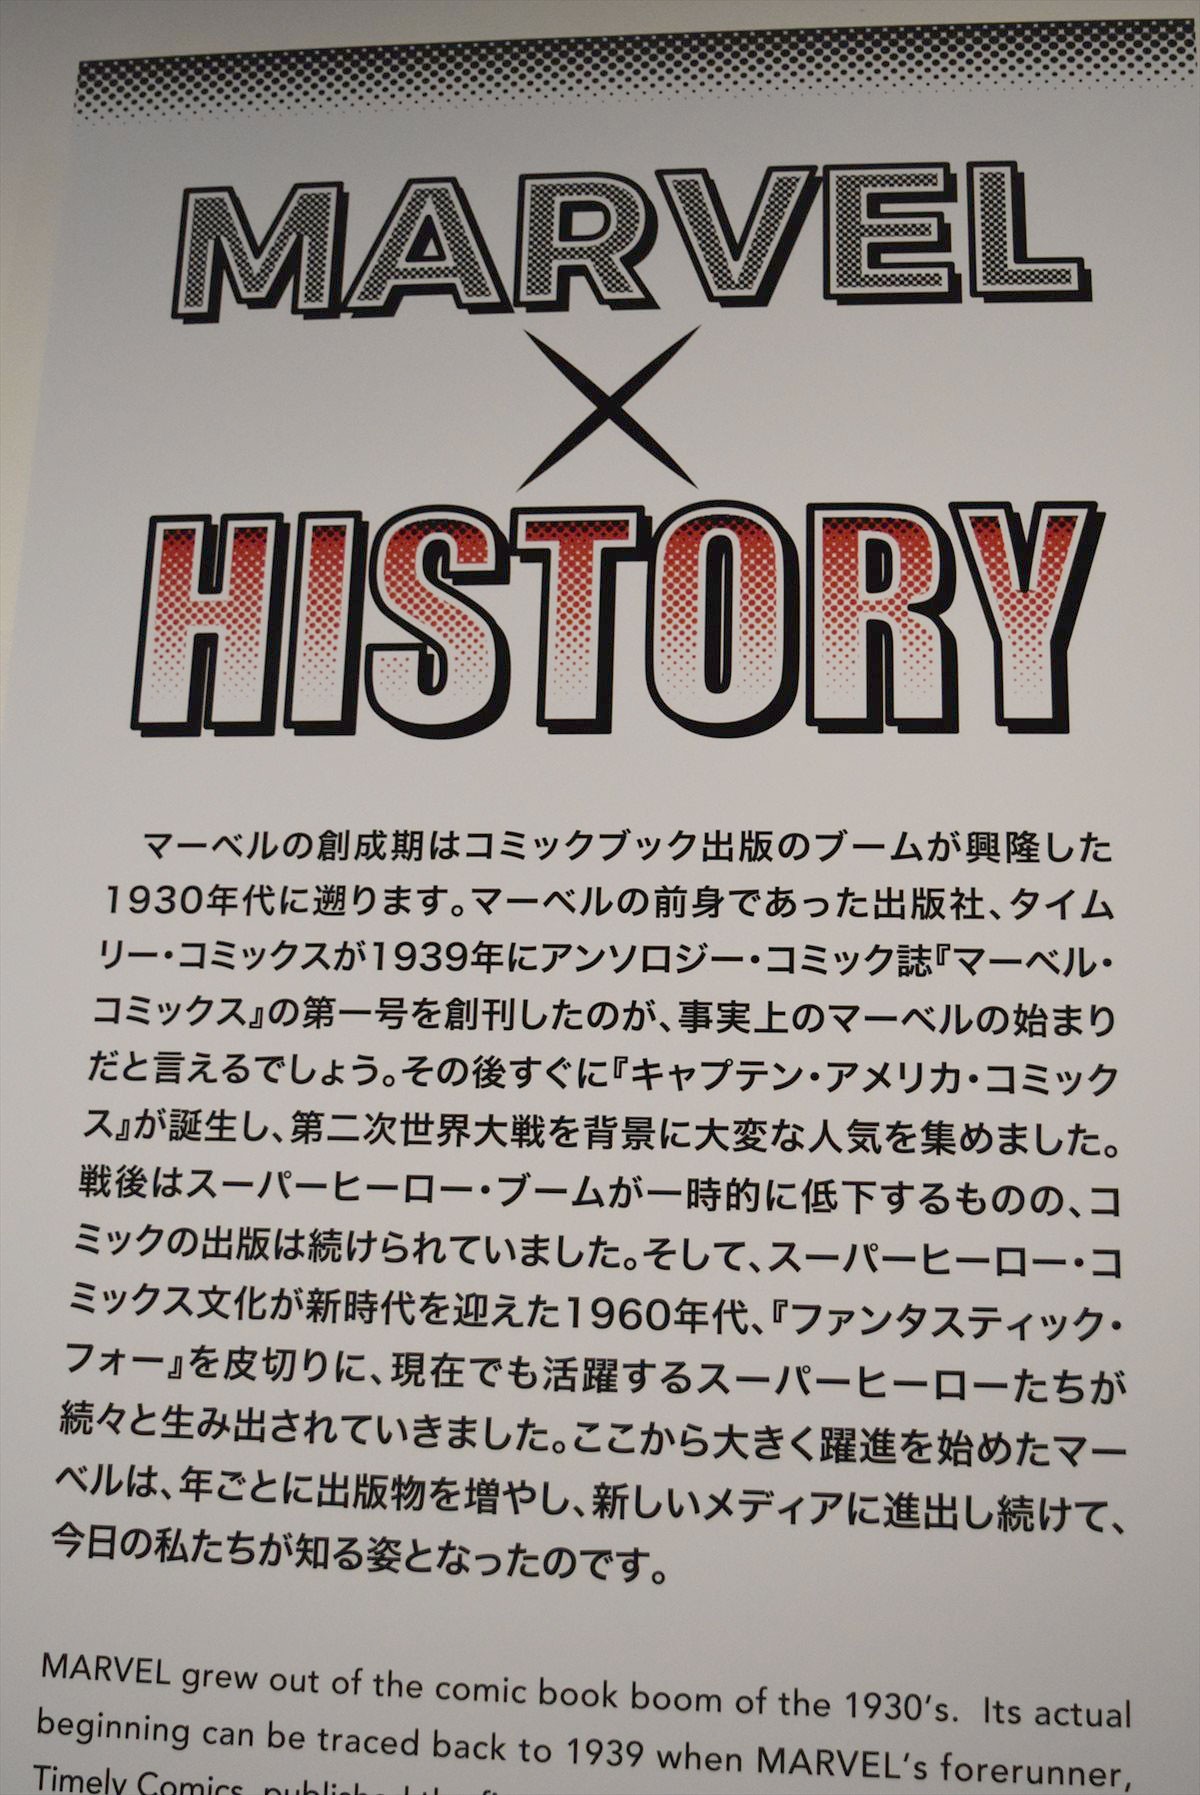 MARVEL
×
HISTORY
マーベルの創成期はコミックブック出版のブームが興隆した
1930年代に遡ります。マーベルの前身であった出版社、タイム
リー・コミックスが1939年にアンソロジー・コミック誌『マーベル・
コミックス』の第一号を創刊したのが、事実上のマーベルの始まり
だと言えるでしょう。その後すぐに『キャプテン・アメリカ・コミック
ス』が誕生し、第二次世界大戦を背景に大変な人気を集めました。
戦後はスーパーヒーロー・ブームが一時的に低下するものの、コ
ミックの出版は続けられていました。そして、スーパーヒーロー・コ
ミックス文化が新時代を迎えた1960年代、『ファンタスティック・
フォー』を皮切りに、現在でも活躍するスーパーヒーローたちが
続々と生み出されていきました。ここから大きく躍進を始めたマー
ベルは、年ごとに出版物を増やし、新しいメディアに進出し続けて、
今日の私たちが知る姿となったのです。
MARVEL grew out of the comic book boom of the 1930's. Its actual
beginning can be traced back to 1939 when MARVEL's forerunner,
Timely Comics, published the